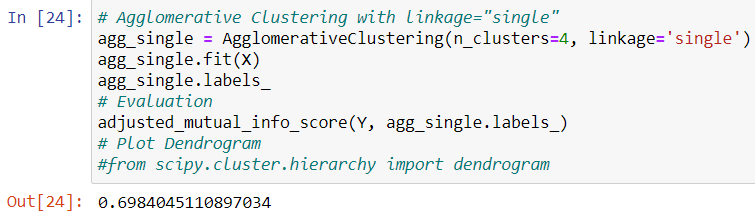 In [24]: # Agglomerative Clustering with linkage="single"
agg_single = AgglomerativeClustering(n_clusters=4, linkage='single')
agg_single.fit(X)
agg_single.labels_
# Evaluation
adjusted_mutual_info_score(Y, agg_single.labels_)
# Plot Dendrogram
#from scipy.cluster.hierarchy import dendrogram
Out[24]: 0.6984045110897034